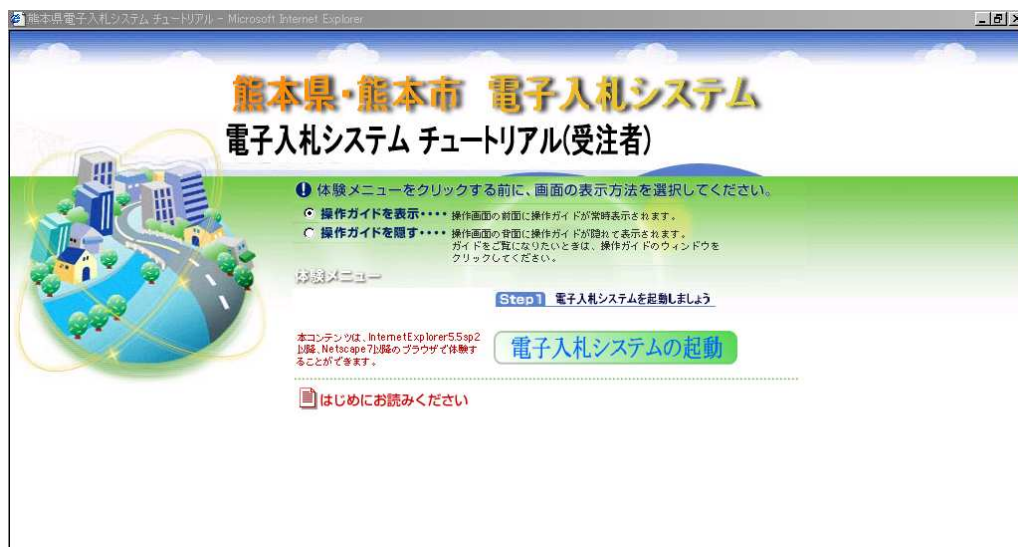 熊本県電子入札システム チュートリアル - Microsoft Internet Explorer
熊本県・熊本市 電子入札システム
電子入札システム チュートリアル(受注者)
体験メニューをクリックする前に、画面の表示方法を選択してください。
操作ガイドを表示・・・・ 操作画面の前面に操作ガイドが常時表示されます。
操作ガイドを隠す・・・・ 操作画面の背面に操作ガイドが隠れて表示されます。
ガイドをご覧になりたいときは、操作ガイドのウィンドウを
クリックしてください。
体験メニュー
Step1 電子入札システムを起動しましょう
本コンテンツは、InternetExplorer5.5sp2
以降、Netscape7以降のブラウザで体験す
ることができます。
電子入札システムの起動
はじめにお読みください